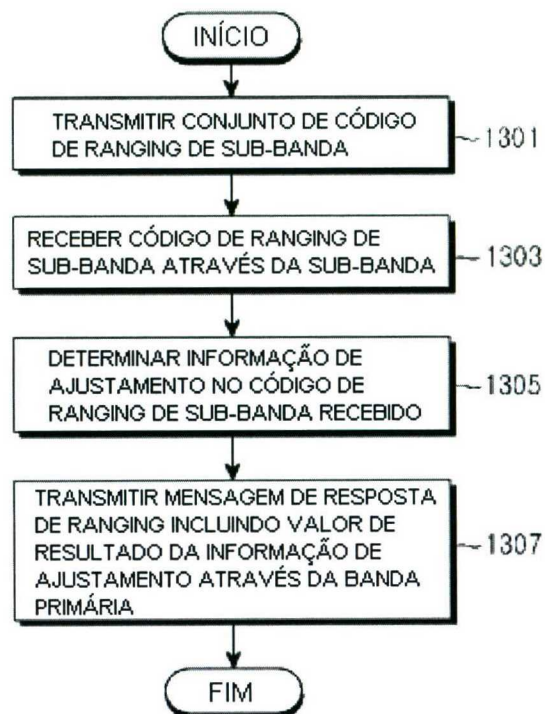 INÍCIO
TRANSMITIR CONJUNTO DE CÓDIGO
DE RANGING DE SUB-BANDA
1301
RECEBER CÓDIGO DE RANGING DE
SUB-BANDA ATRAVÉS DA SUB-BANDA
1303
DETERMINAR INFORMAÇÃO DE
AJUSTAMENTO NO CÓDIGO DE
RANGING DE SUB-BANDA RECEBIDO
1305
TRANSMITIR MENSAGEM DE RESPOSTA
DE RANGING INCLUINDO VALOR DE
RESULTADO DA INFORMAÇÃO DE
AJUSTAMENTO ATRAVÉS DA BANDA
PRIMÁRIA
1307
FIM